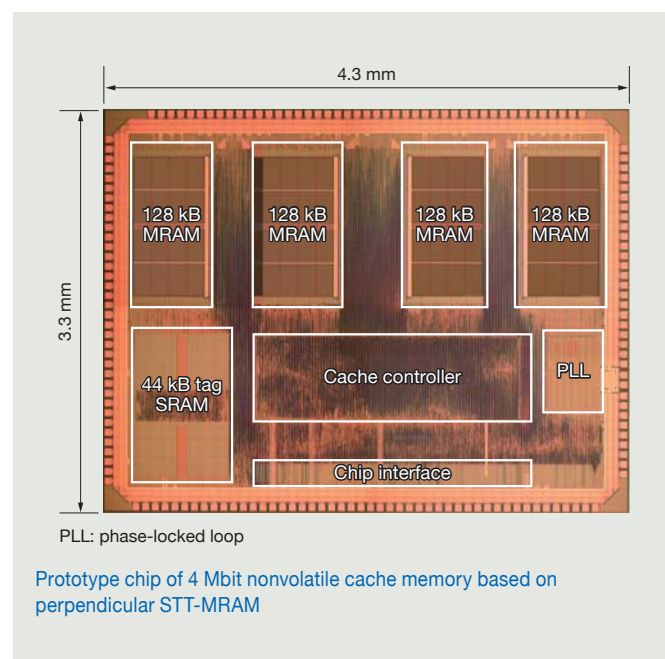 4.3 mm
3.3 mm
128 kB
MRAM
128 kB
MRAM
128 kB
MRAM
128 kB
MRAM
44 kB tag
SRAM
Cache controller
PLL
Chip interface
PLL: phase-locked loop
Prototype chip of 4 Mbit nonvolatile cache memory based on
perpendicular STT-MRAM